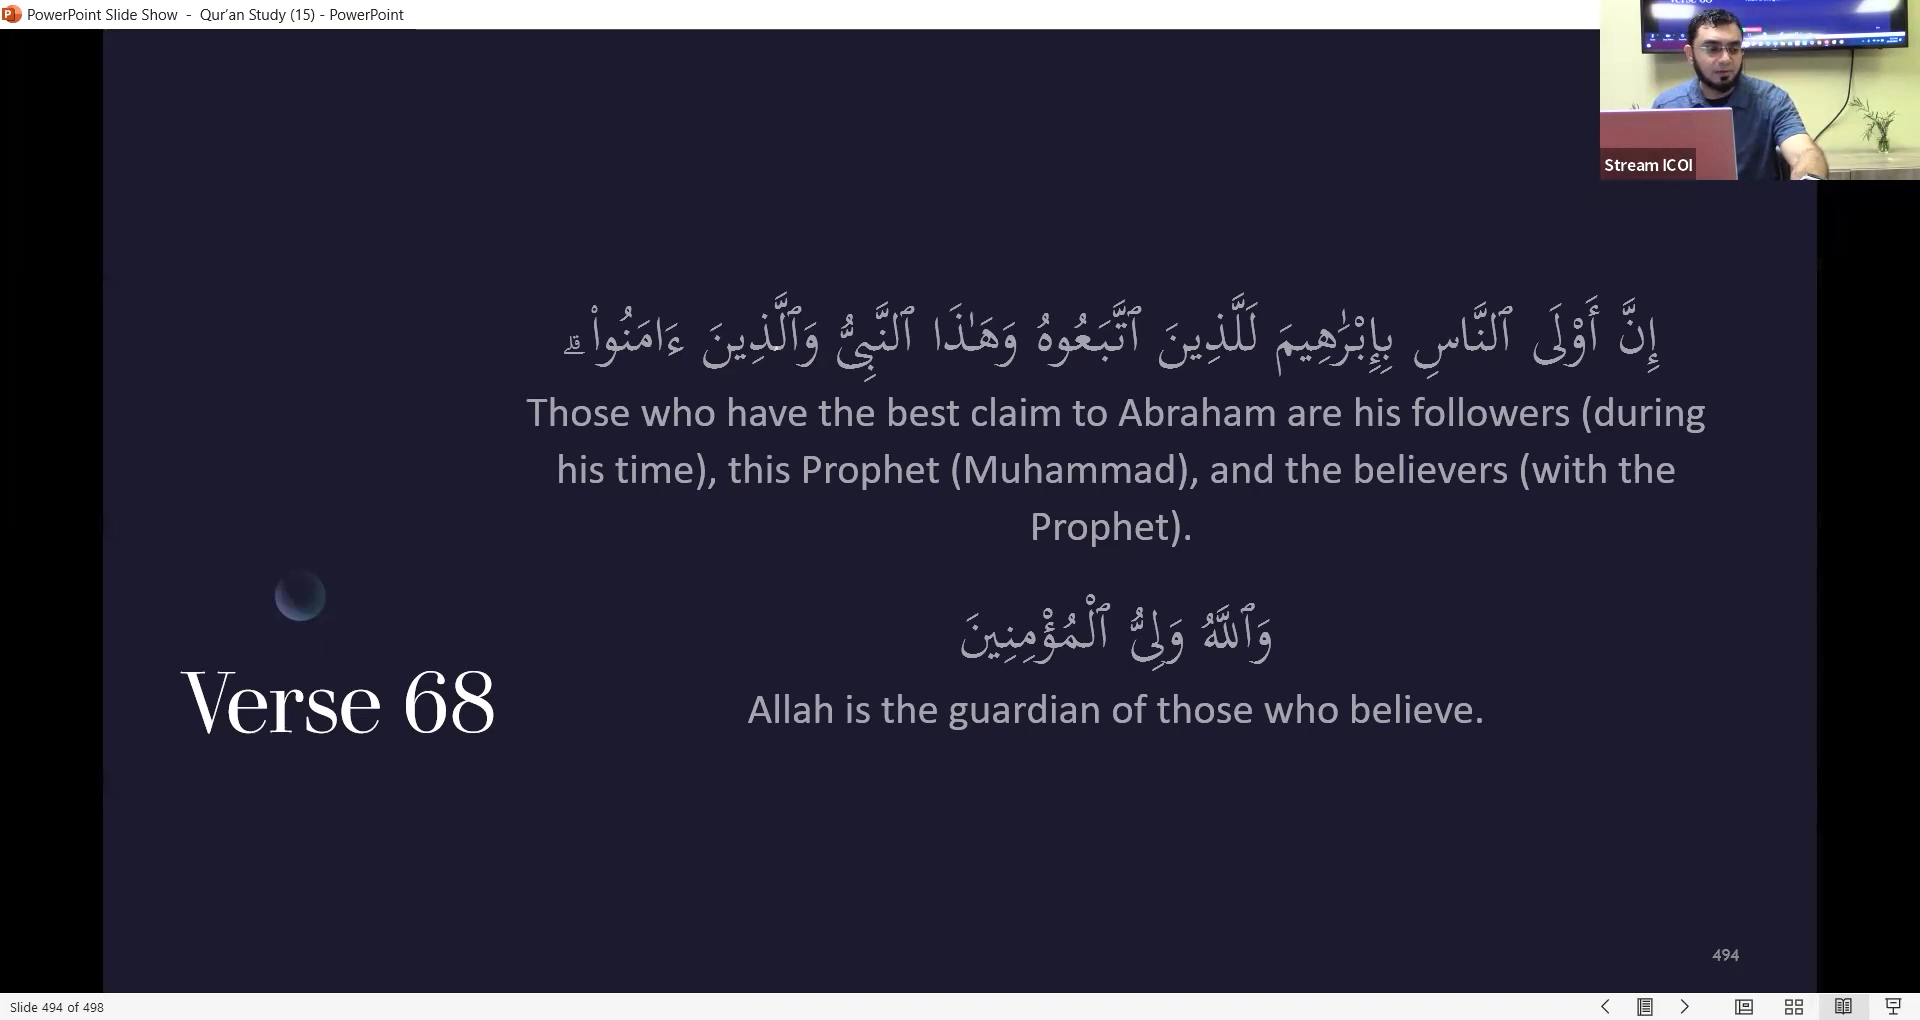 PowerPoint Slide Show - Qur'an Study (15) - PowerPoint
Stream ICOI
إِنَّ أَوْلَى ٱلنَّاسِ بِإِبْرَٰهِيمَ لَلَّذِينَ ٱتَّبَعُوهُ وَهَـٰذَا ٱلنَّبِىُّ وَٱلَّذِينَ ءَامَنُوا۟ ۗ
Those who have the best claim to Abraham are his followers (during
his time), this Prophet (Muhammad), and the believers (with the
Prophet).
وَٱللَّهُ وَلِىُّ ٱلْمُؤْمِنِينَ
Allah is the guardian of those who believe.
Verse 68
494
Slide 494 of 498